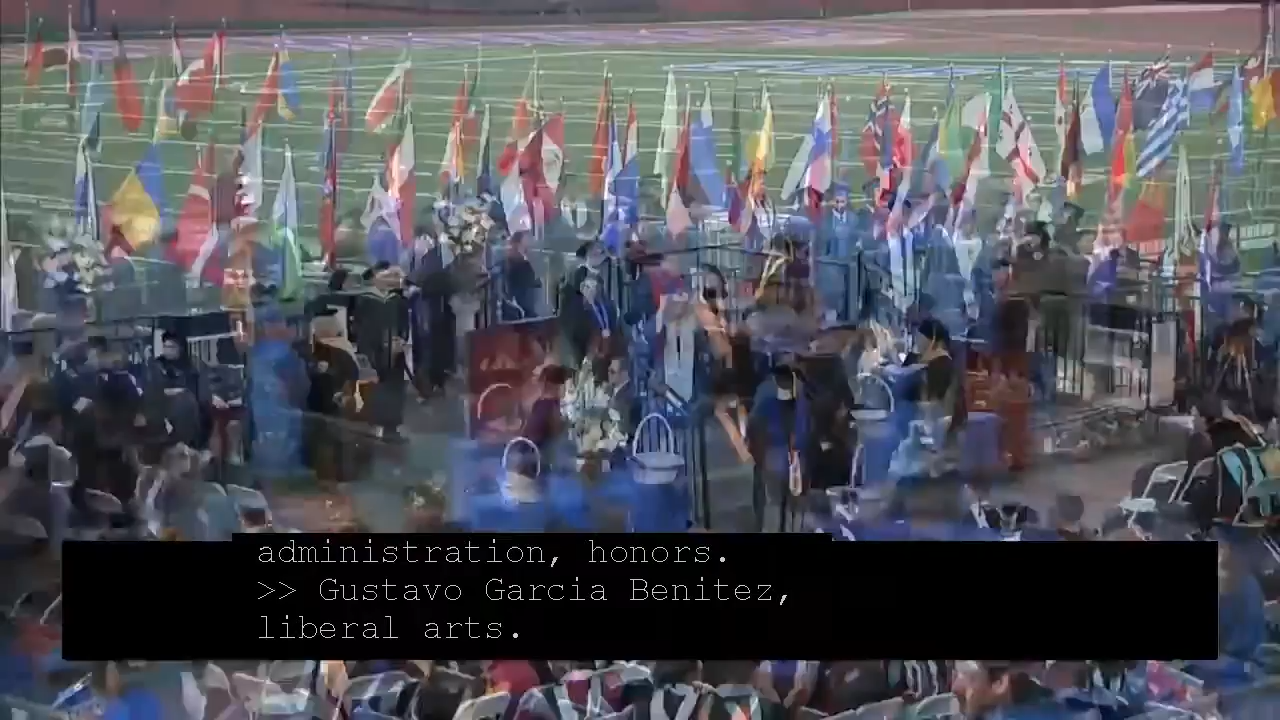 administration, honors.
>> Gustavo Garcia Benitez,
liberal arts.